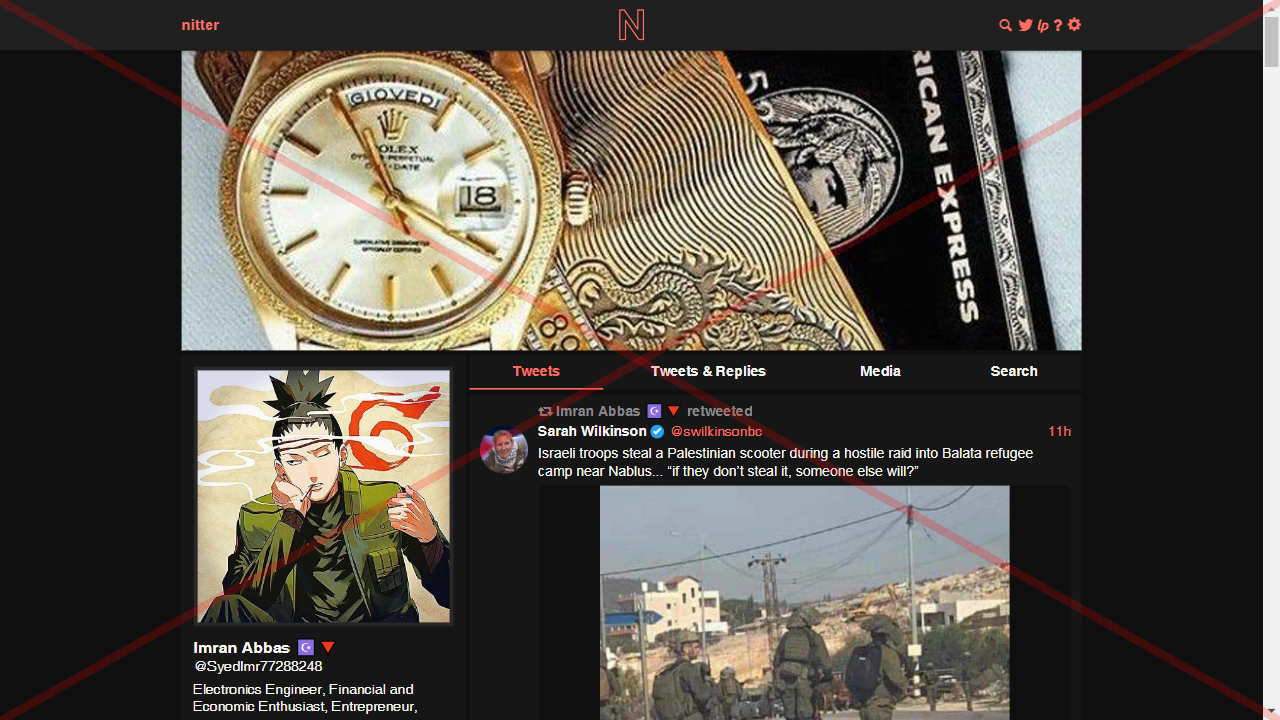 nitter
N
lp ?
GIOVEDI
ROLEX
OYSTER PERPETUAL
DAY-DATE
18
SUPERLATIVE CHRONOMETER
OFFICIALLY CERTIFIED
RICAN EXPRESS
Tweets
Tweets & Replies
Media
Search
Imran Abbas ☪ 🔻 retweeted
Sarah Wilkinson @swilkinsonbc
11h
Israeli troops steal a Palestinian scooter during a hostile raid into Balata refugee
camp near Nablus... “if they don’t steal it, someone else will?”
Imran Abbas ☪ 🔻
@SyedImr77288248
Electronics Engineer, Financial and
Economic Enthusiast, Entrepreneur,